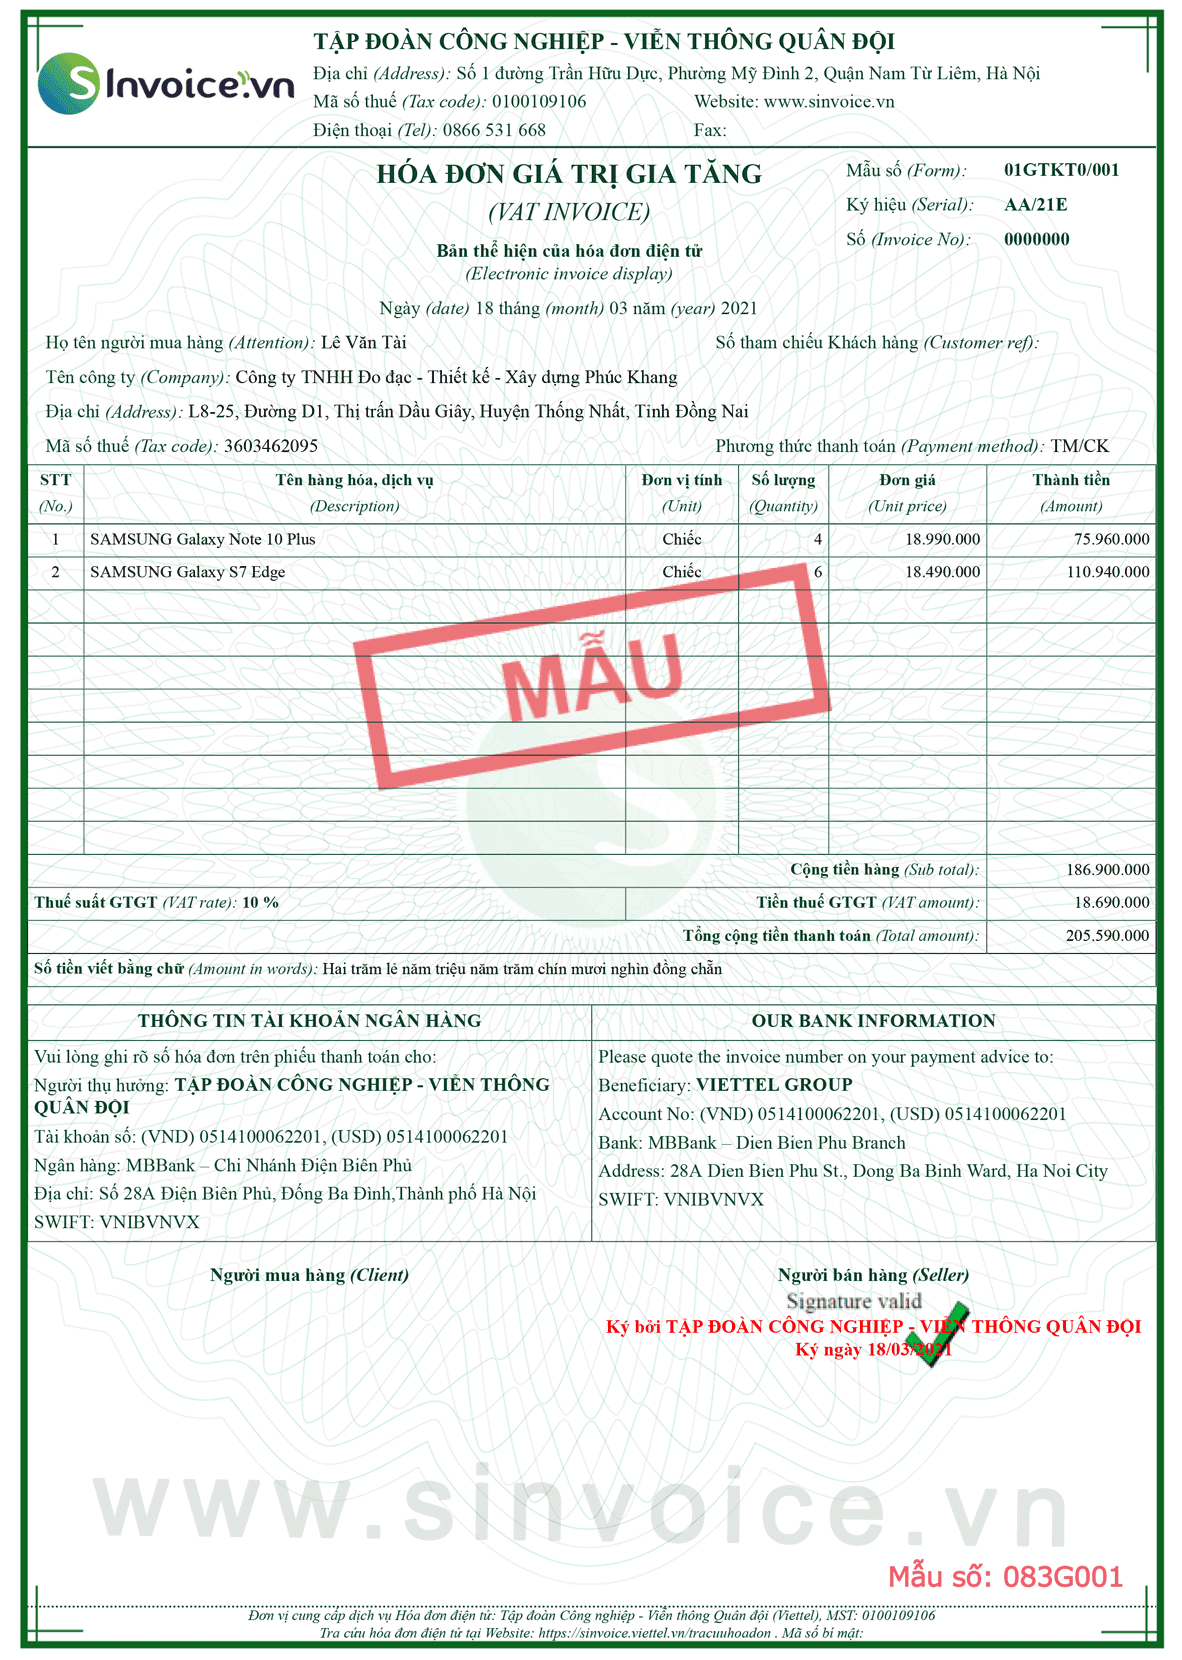 SInvoice.vn
TẬP ĐOÀN CÔNG NGHIỆP - VIỄN THÔNG QUÂN ĐỘI
Địa chỉ (Address): Số 1 đường Trần Hữu Dực, Phường Mỹ Đình 2, Quận Nam Từ Liêm, Hà Nội
Mã số thuế (Tax code): 0100109106 Website: www.sinvoice.vn
Điện thoại (Tel): 0866 531 668 Fax:
HÓA ĐƠN GIÁ TRỊ GIA TĂNG
(VAT INVOICE)
Bản thể hiện của hóa đơn điện tử
(Electronic invoice display)
Ngày (date) 18 tháng (month) 03 năm (year) 2021
Mẫu số (Form): 01GTKT0/001
Ký hiệu (Serial): AA/21E
Số (Invoice No): 0000000
Họ tên người mua hàng (Attention): Lê Văn Tài Số tham chiếu Khách hàng (Customer ref):
Tên công ty (Company): Công ty TNHH Đo đạc - Thiết kế - Xây dựng Phúc Khang
Địa chỉ (Address): L8-25, Đường D1, Thị trấn Dầu Giây, Huyện Thống Nhất, Tỉnh Đồng Nai
Mã số thuế (Tax code): 3603462095 Phương thức thanh toán (Payment method): TM/CK
STT Tên hàng hóa, dịch vụ Đơn vị tính Số lượng Đơn giá Thành tiền
(No.) (Description) (Unit) (Quantity) (Unit price) (Amount)
1 SAMSUNG Galaxy Note 10 Plus Chiếc 4 18.990.000 75.960.000
2 SAMSUNG Galaxy S7 Edge Chiếc 6 18.490.000 110.940.000
MẪU
Cộng tiền hàng (Sub total): 186.900.000
Thuế suất GTGT (VAT rate): 10 % Tiền thuế GTGT (VAT amount): 18.690.000
Tổng cộng tiền thanh toán (Total amount): 205.590.000
Số tiền viết bằng chữ (Amount in words): Hai trăm lẻ năm triệu năm trăm chín mươi nghìn đồng chẵn
THÔNG TIN TÀI KHOẢN NGÂN HÀNG
Vui lòng ghi rõ số hóa đơn trên phiếu thanh toán cho:
Người thụ hưởng: TẬP ĐOÀN CÔNG NGHIỆP - VIỄN THÔNG
QUÂN ĐỘI
Tài khoản số: (VND) 0514100062201, (USD) 0514100062201
Ngân hàng: MBBank – Chi Nhánh Điện Biên Phủ
Địa chỉ: Số 28A Điện Biên Phủ, Đống Ba Đình,Thành phố Hà Nội
SWIFT: VNIBVNVX
OUR BANK INFORMATION
Please quote the invoice number on your payment advice to:
Beneficiary: VIETTEL GROUP
Account No: (VND) 0514100062201, (USD) 0514100062201
Bank: MBBank – Dien Bien Phu Branch
Address: 28A Dien Bien Phu St., Dong Ba Binh Ward, Ha Noi City
SWIFT: VNIBVNVX
Người mua hàng (Client) Người bán hàng (Seller)
Signature valid
Ký bởi TẬP ĐOÀN CÔNG NGHIỆP - VIỄN THÔNG QUÂN ĐỘI
Ký ngày 18/03/2021
www.sinvoice.vn
Mẫu số: 083G001
Đơn vị cung cấp dịch vụ Hóa đơn điện tử: Tập đoàn Công nghiệp - Viễn thông Quân đội (Viettel), MST: 0100109106
Tra cứu hóa đơn điện tử tại Website: https://sinvoice.viettel.vn/tracuuhoadon . Mã số bí mật: